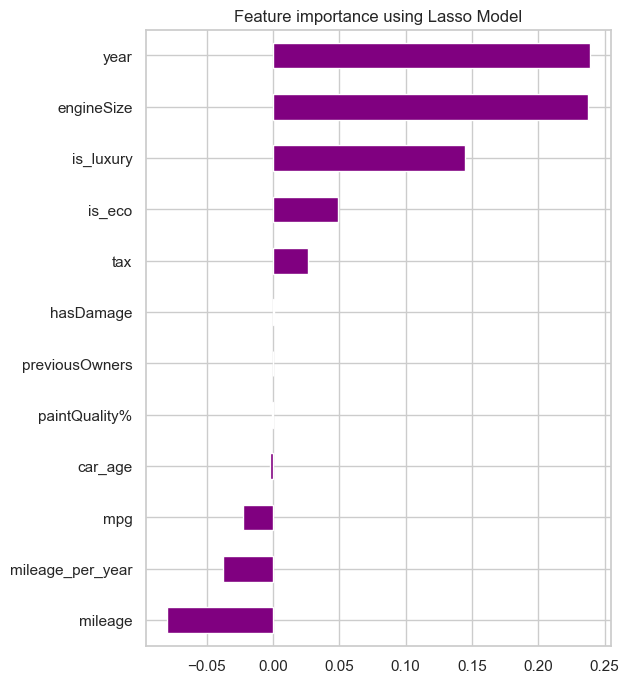 Feature importance using Lasso Model
year
engineSize
is_luxury
is_eco
tax
hasDamage
previousOwners
paintQuality%
car_age
mpg
mileage_per_year
mileage
−0.05 0.00 0.05 0.10 0.15 0.20 0.25